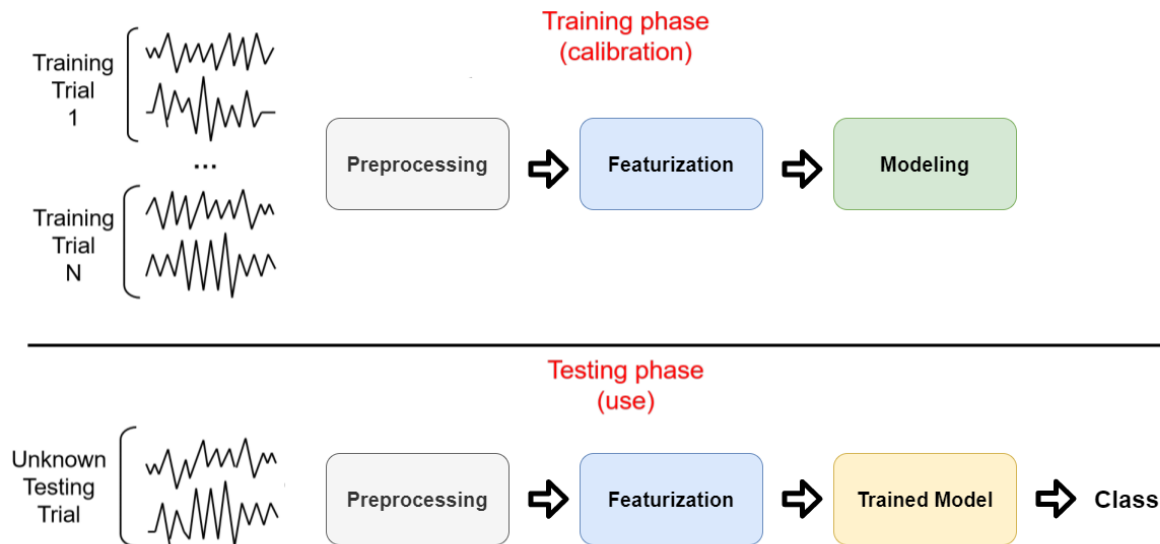 Training phase
(calibration)
Training
Trial
1
...
Training
Trial
N
Preprocessing
Featurization
Modeling
Testing phase
(use)
Unknown
Testing
Trial
Preprocessing
Featurization
Trained Model
Class